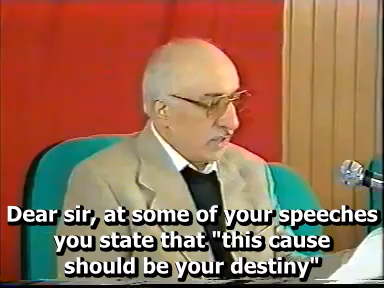 Dear sir, at some of your speeches
you state that "this cause
should be your destiny"